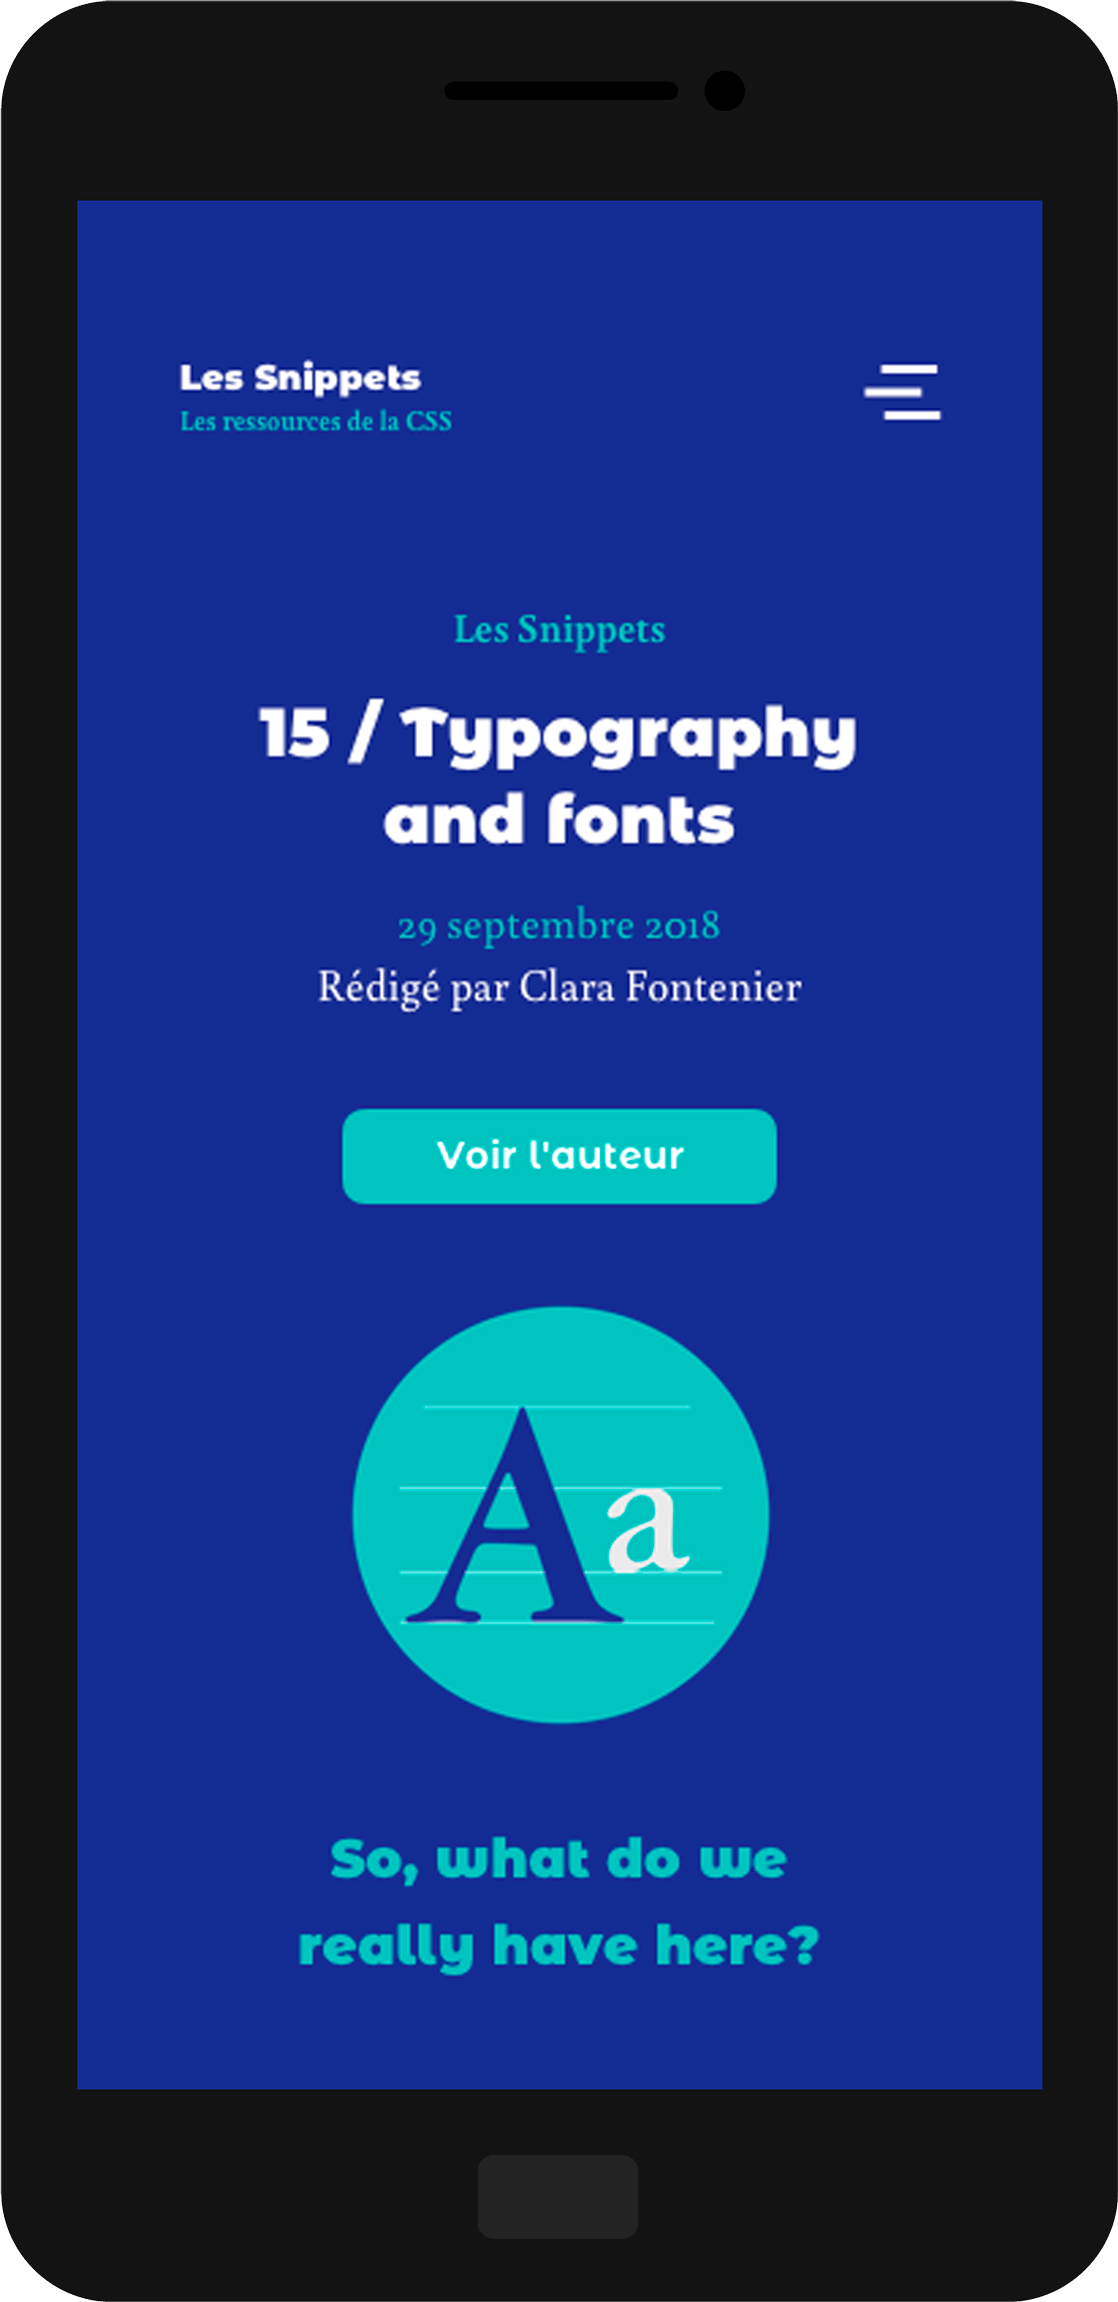 Les Snippets
Les ressources de la CSS
Les Snippets
15 / Typography
and fonts
29 septembre 2018
Rédigé par Clara Fontenier
Voir l'auteur
Aa
So, what do we
really have here?